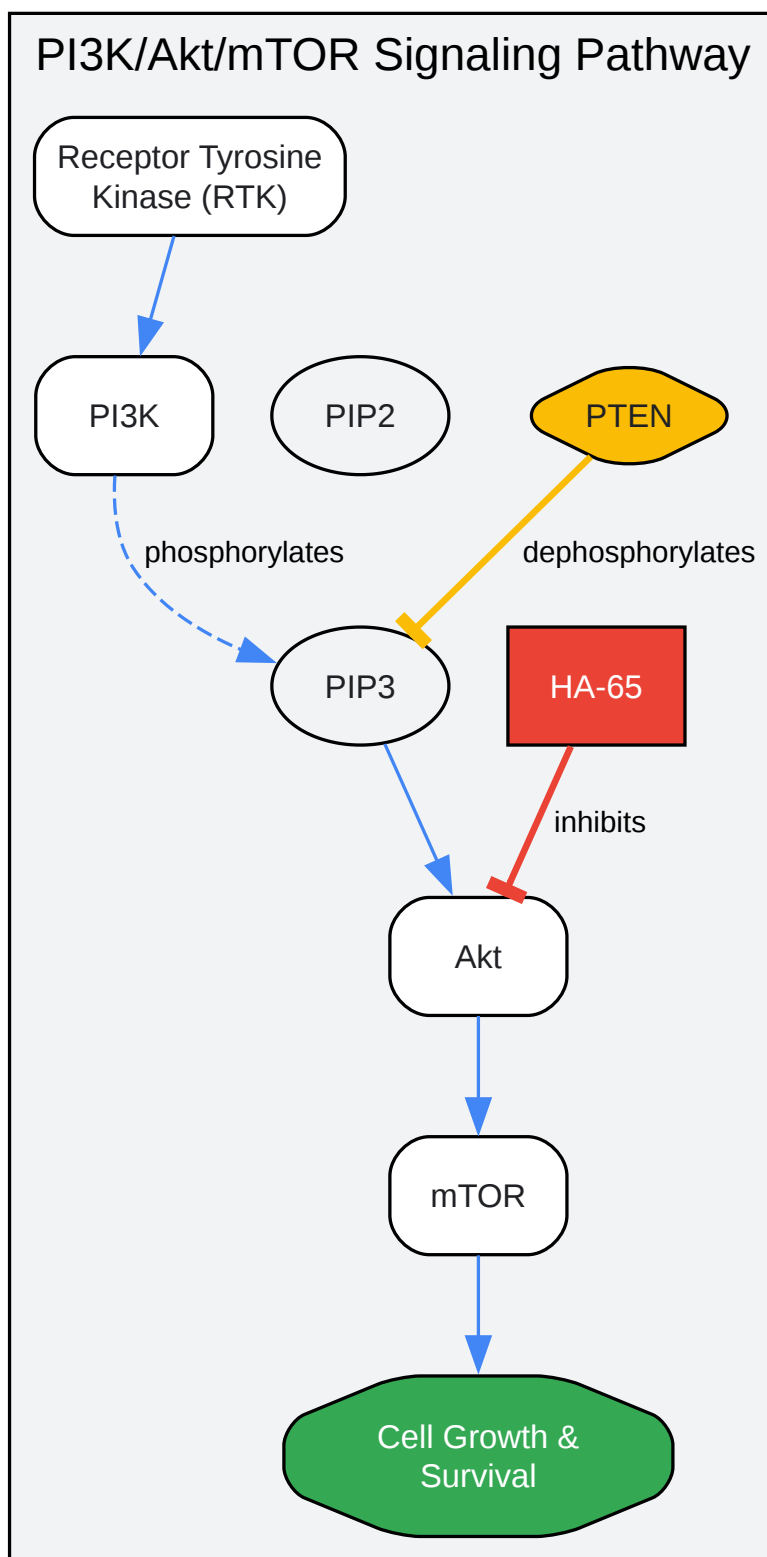 PI3K/Akt/mTOR Signaling Pathway
Receptor Tyrosine
Kinase (RTK)
PI3K
PIP2
PTEN
phosphorylates
dephosphorylates
PIP3
HA-65
inhibits
Akt
mTOR
Cell Growth &
Survival